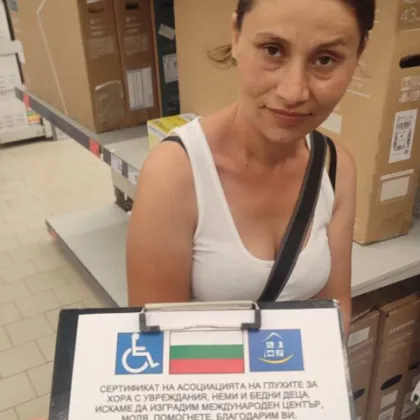 СЕРТИФИКАТ НА АСОЦИАЦИЯТА НА ГЛУХИТЕ ЗА
ХОРА С УВРЕЖДАНИЯ, НЕМИ И БЕДНИ ДЕЦА.
ИСКАМЕ ДА ИЗГРАДИМ МЕЖДУНАРОДЕН ЦЕНТЪР,
МОЛЯ, ПОМОГНЕТЕ, БЛАГОДАРИМ ВИ.
43